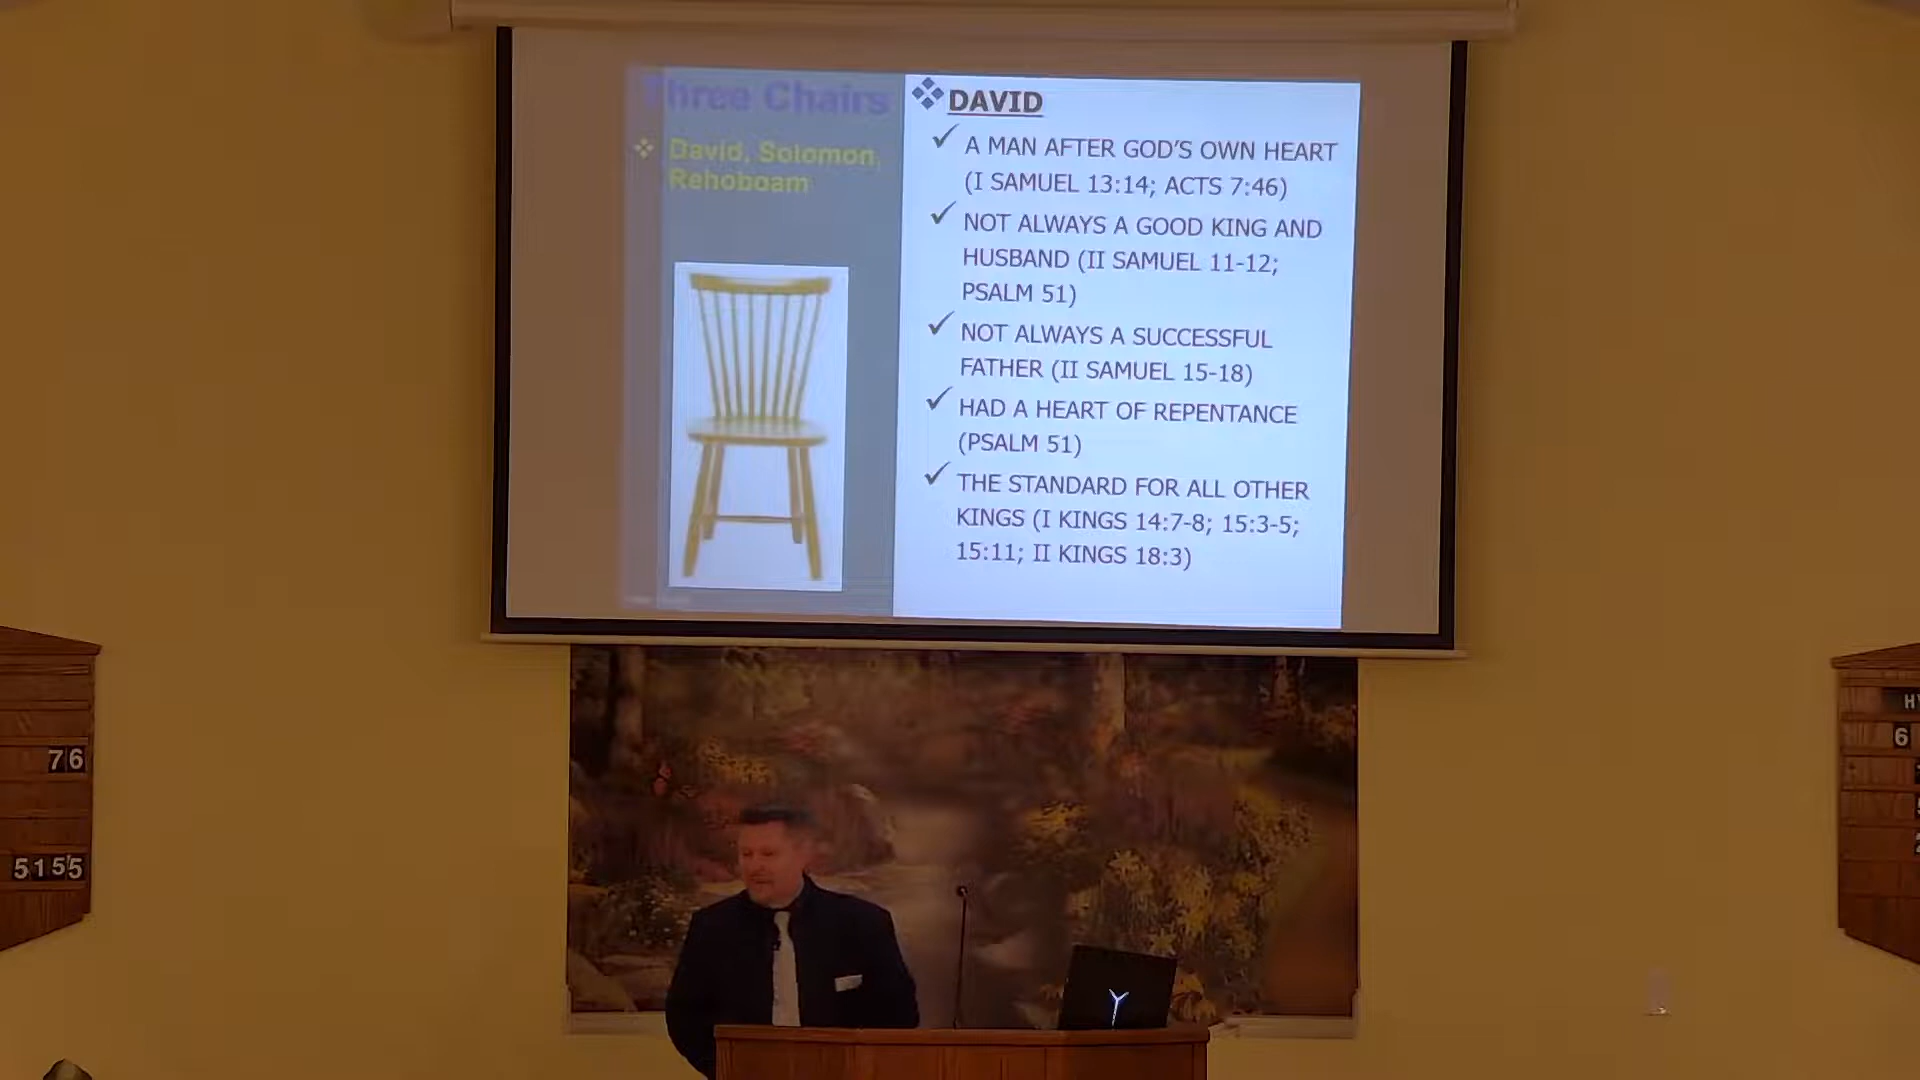 Three Chairs
David, Solomon,
Rehoboam
DAVID
A MAN AFTER GOD'S OWN HEART
(I SAMUEL 13:14; ACTS 7:46)
NOT ALWAYS A GOOD KING AND
HUSBAND (II SAMUEL 11-12;
PSALM 51)
NOT ALWAYS A SUCCESSFUL
FATHER (II SAMUEL 15-18)
HAD A HEART OF REPENTANCE
(PSALM 51)
THE STANDARD FOR ALL OTHER
KINGS (I KINGS 14:7-8; 15:3-5;
15:11; II KINGS 18:3)
76
5155
H
6